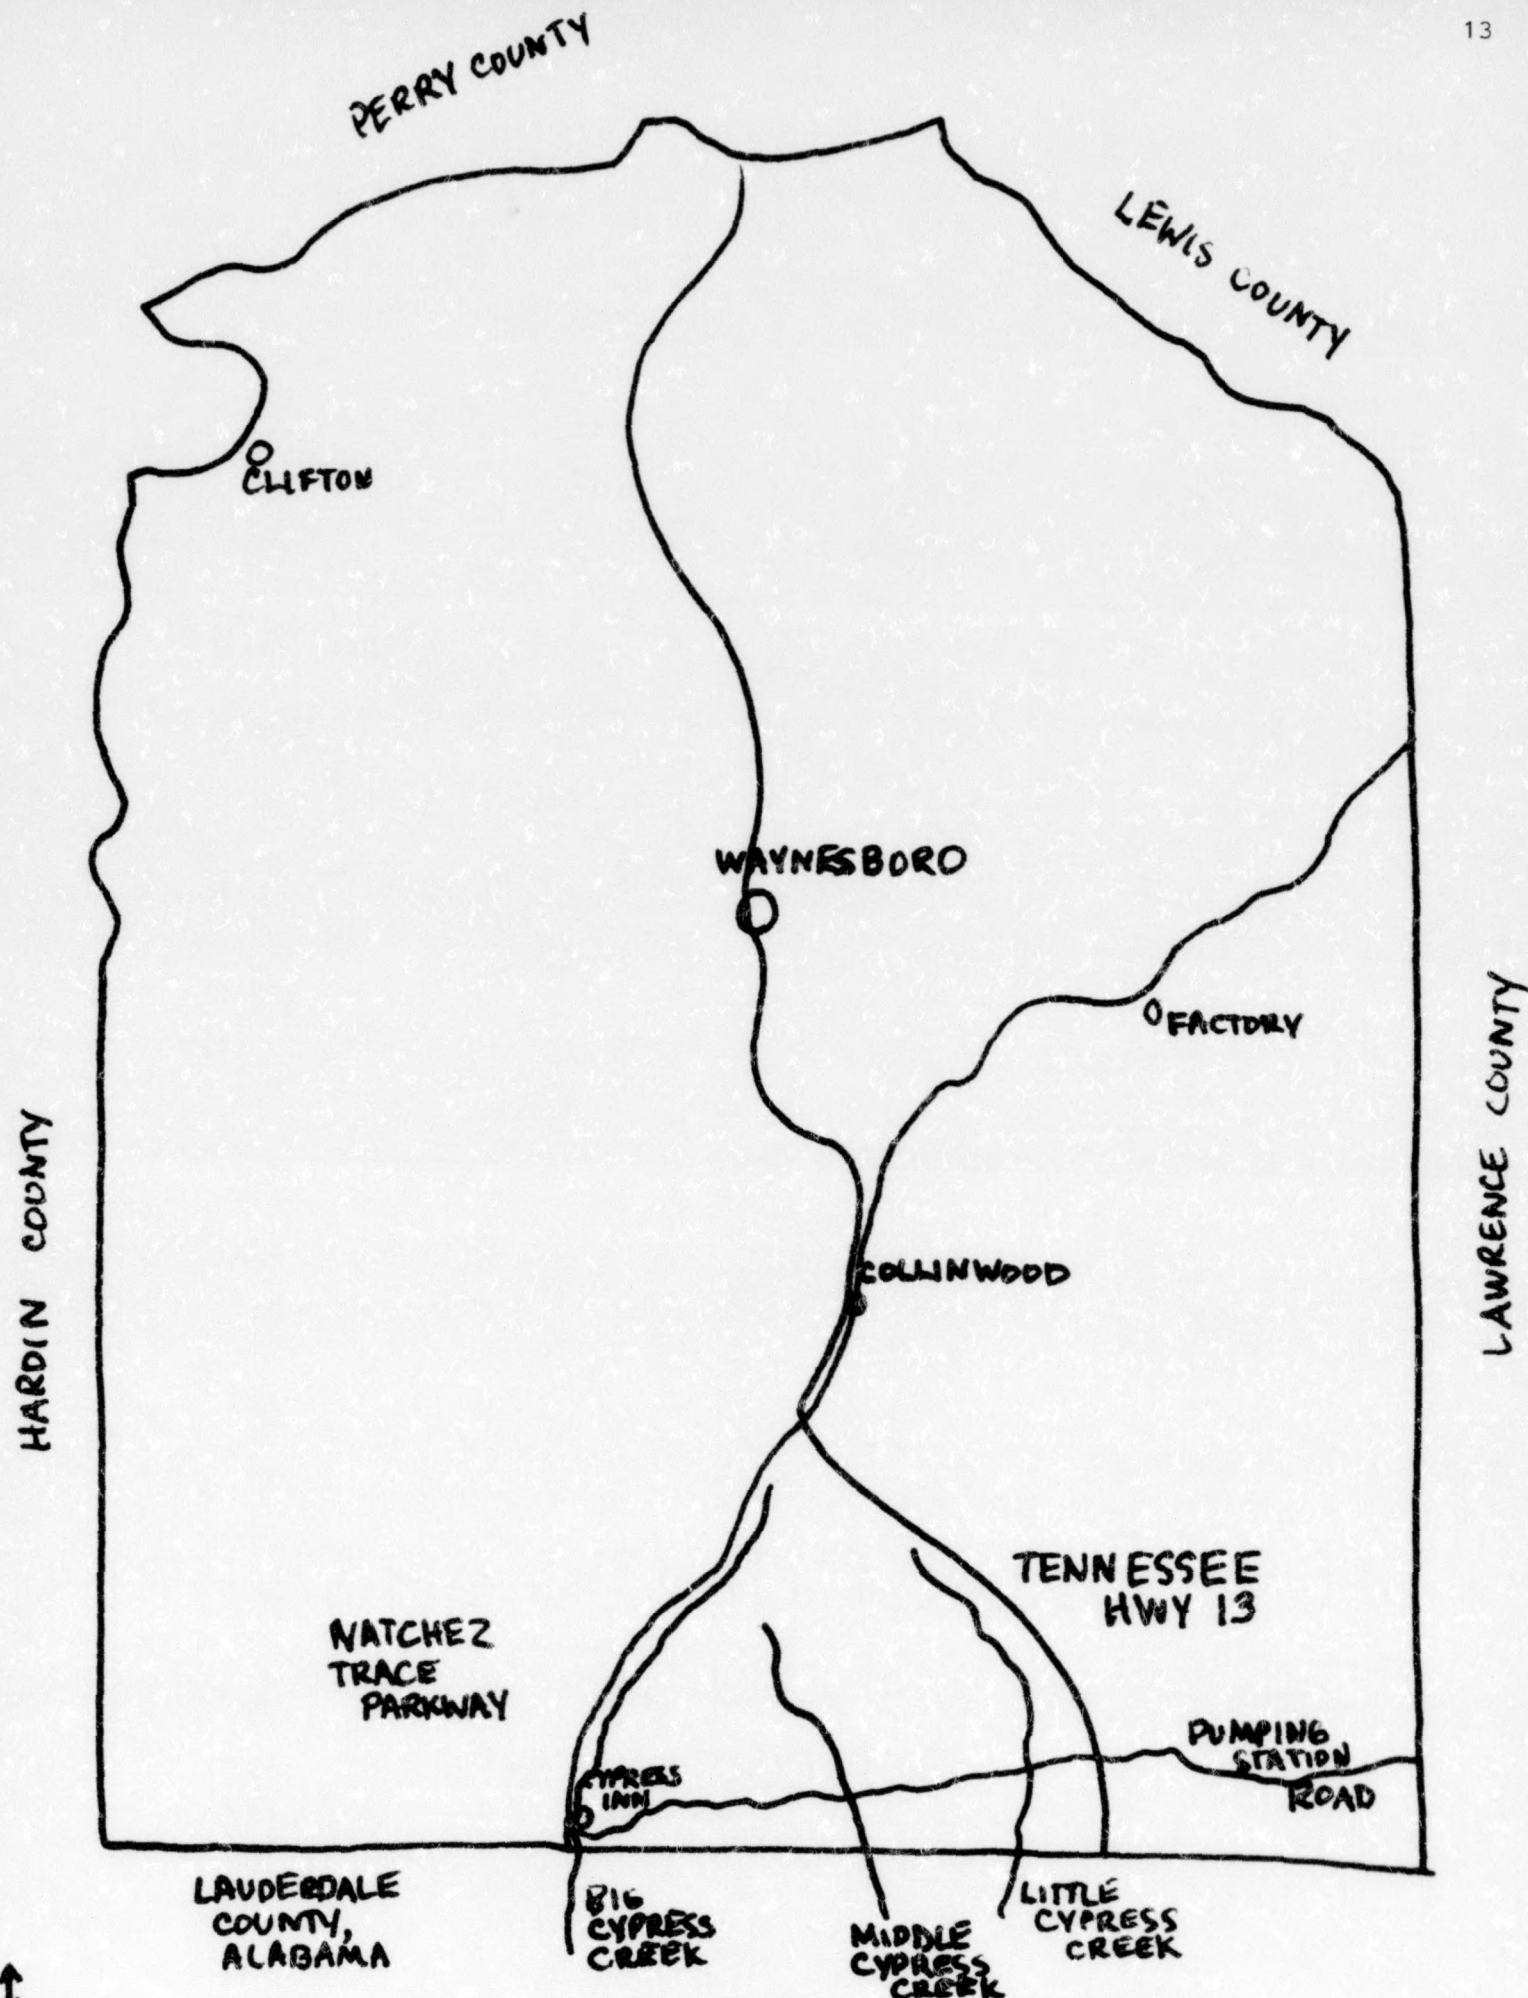 13
PERRY COUNTY
LEWIS COUNTY
CLIFTON
WAYNESBORO
FACTORY
HARDIN COUNTY
LAWRENCE COUNTY
COLLINWOOD
TENNESSEE
HWY 13
NATCHEZ
TRACE
PARKWAY
PUMPING
STATION
ROAD
CYPRESS
INN
LAUDERDALE
COUNTY,
ALABAMA
BIG
CYPRESS
CREEK
MIDDLE
CYPRESS
CREEK
LITTLE
CYPRESS
CREEK